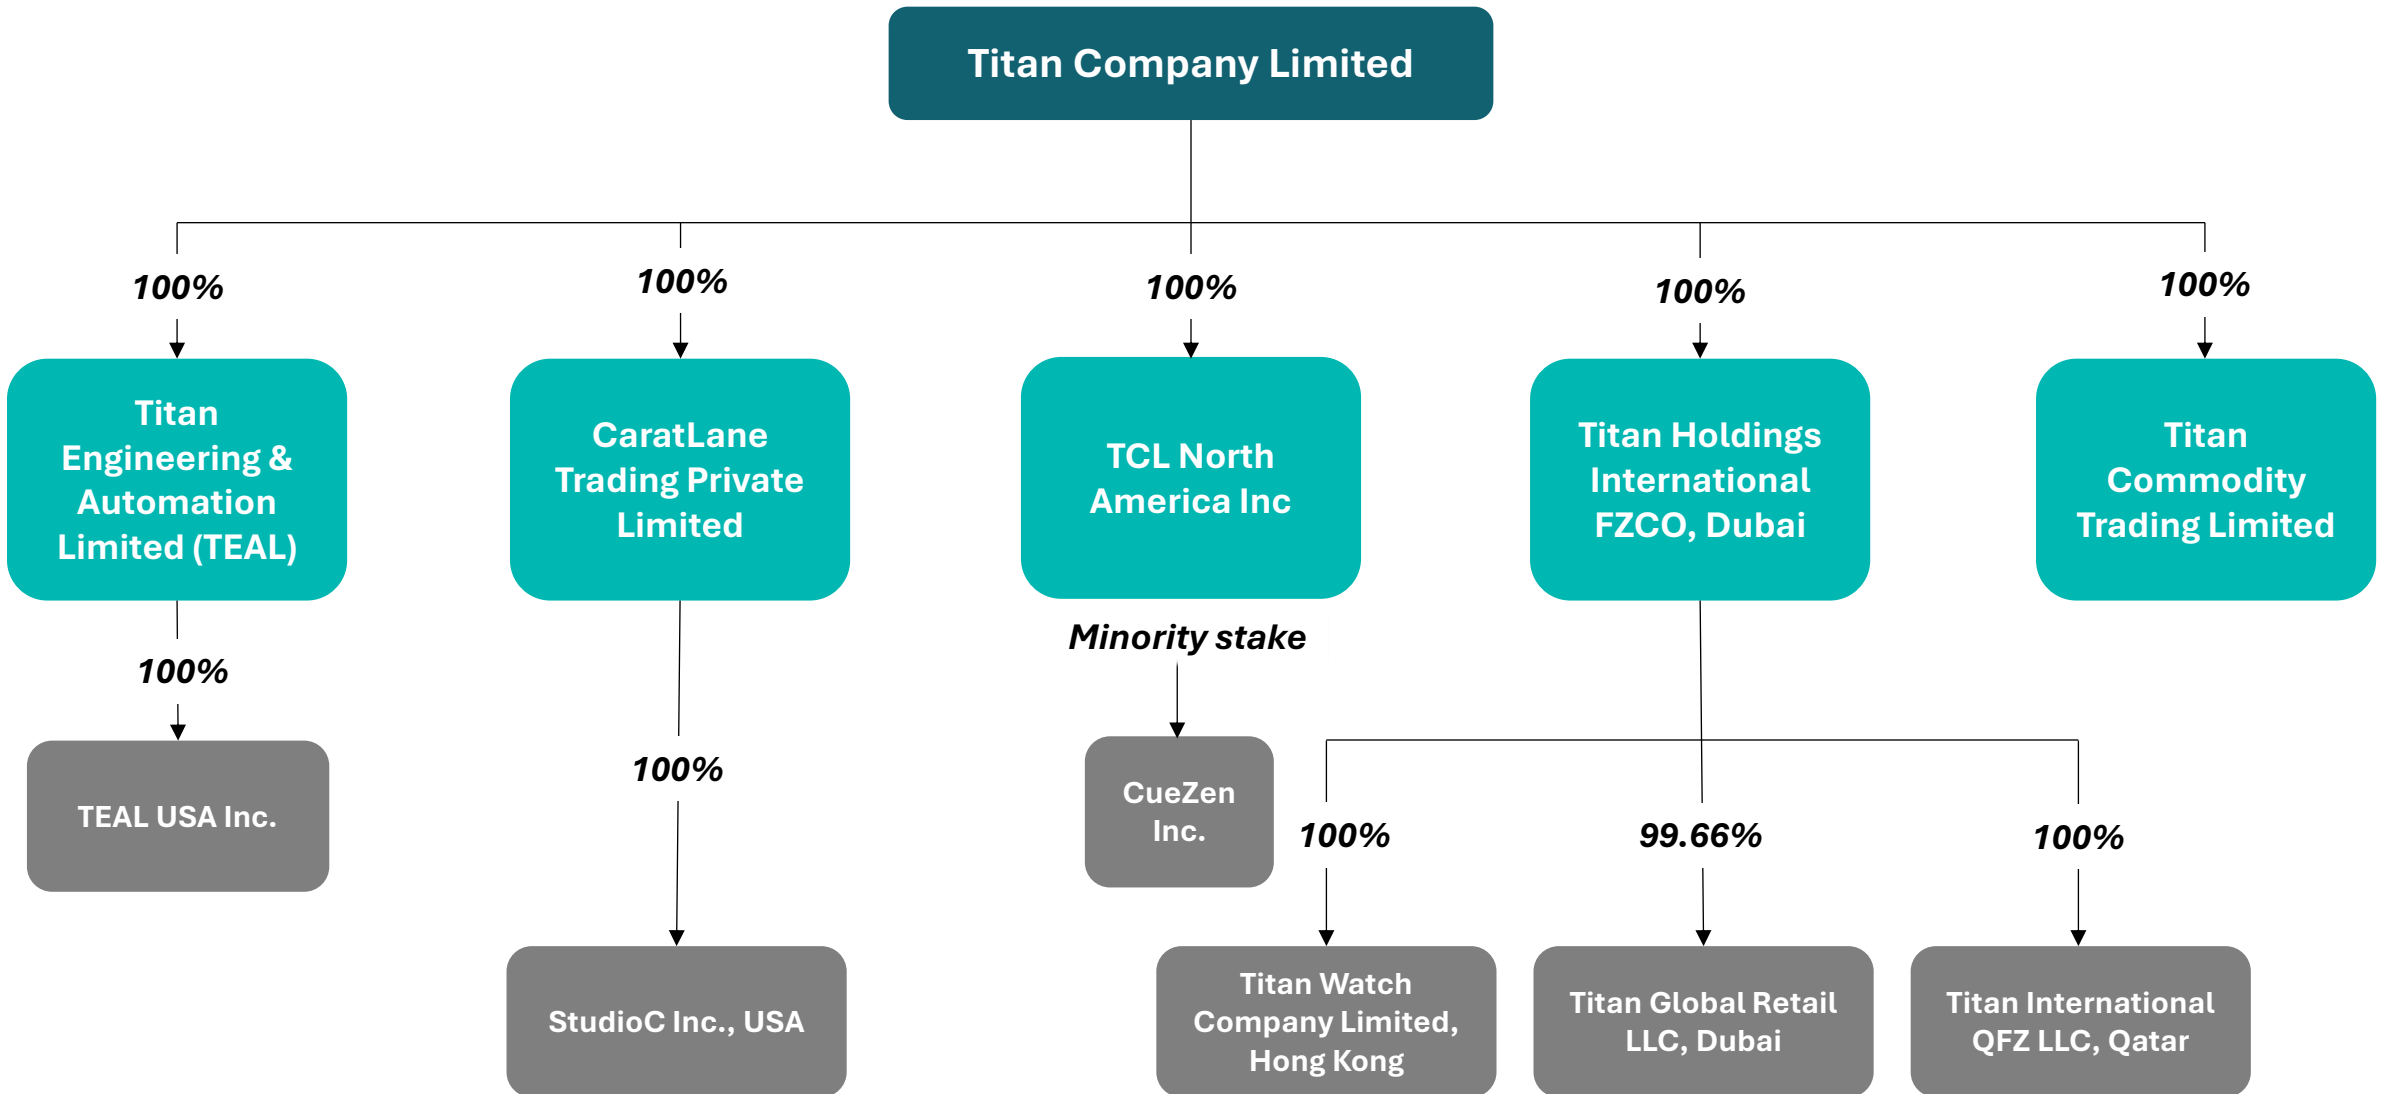 Titan Company Limited
100%
100%
100%
100%
100%
Titan
Engineering &
Automation
Limited (TEAL)
CaratLane
Trading Private
Limited
TCL North
America Inc
Titan Holdings
International
FZCO, Dubai
Titan
Commodity
Trading Limited
Minority stake
100%
100%
TEAL USA Inc.
CueZen
Inc.
100%
99.66%
100%
StudioC Inc., USA
Titan Watch
Company Limited,
Hong Kong
Titan Global Retail
LLC, Dubai
Titan International
QFZ LLC, Qatar